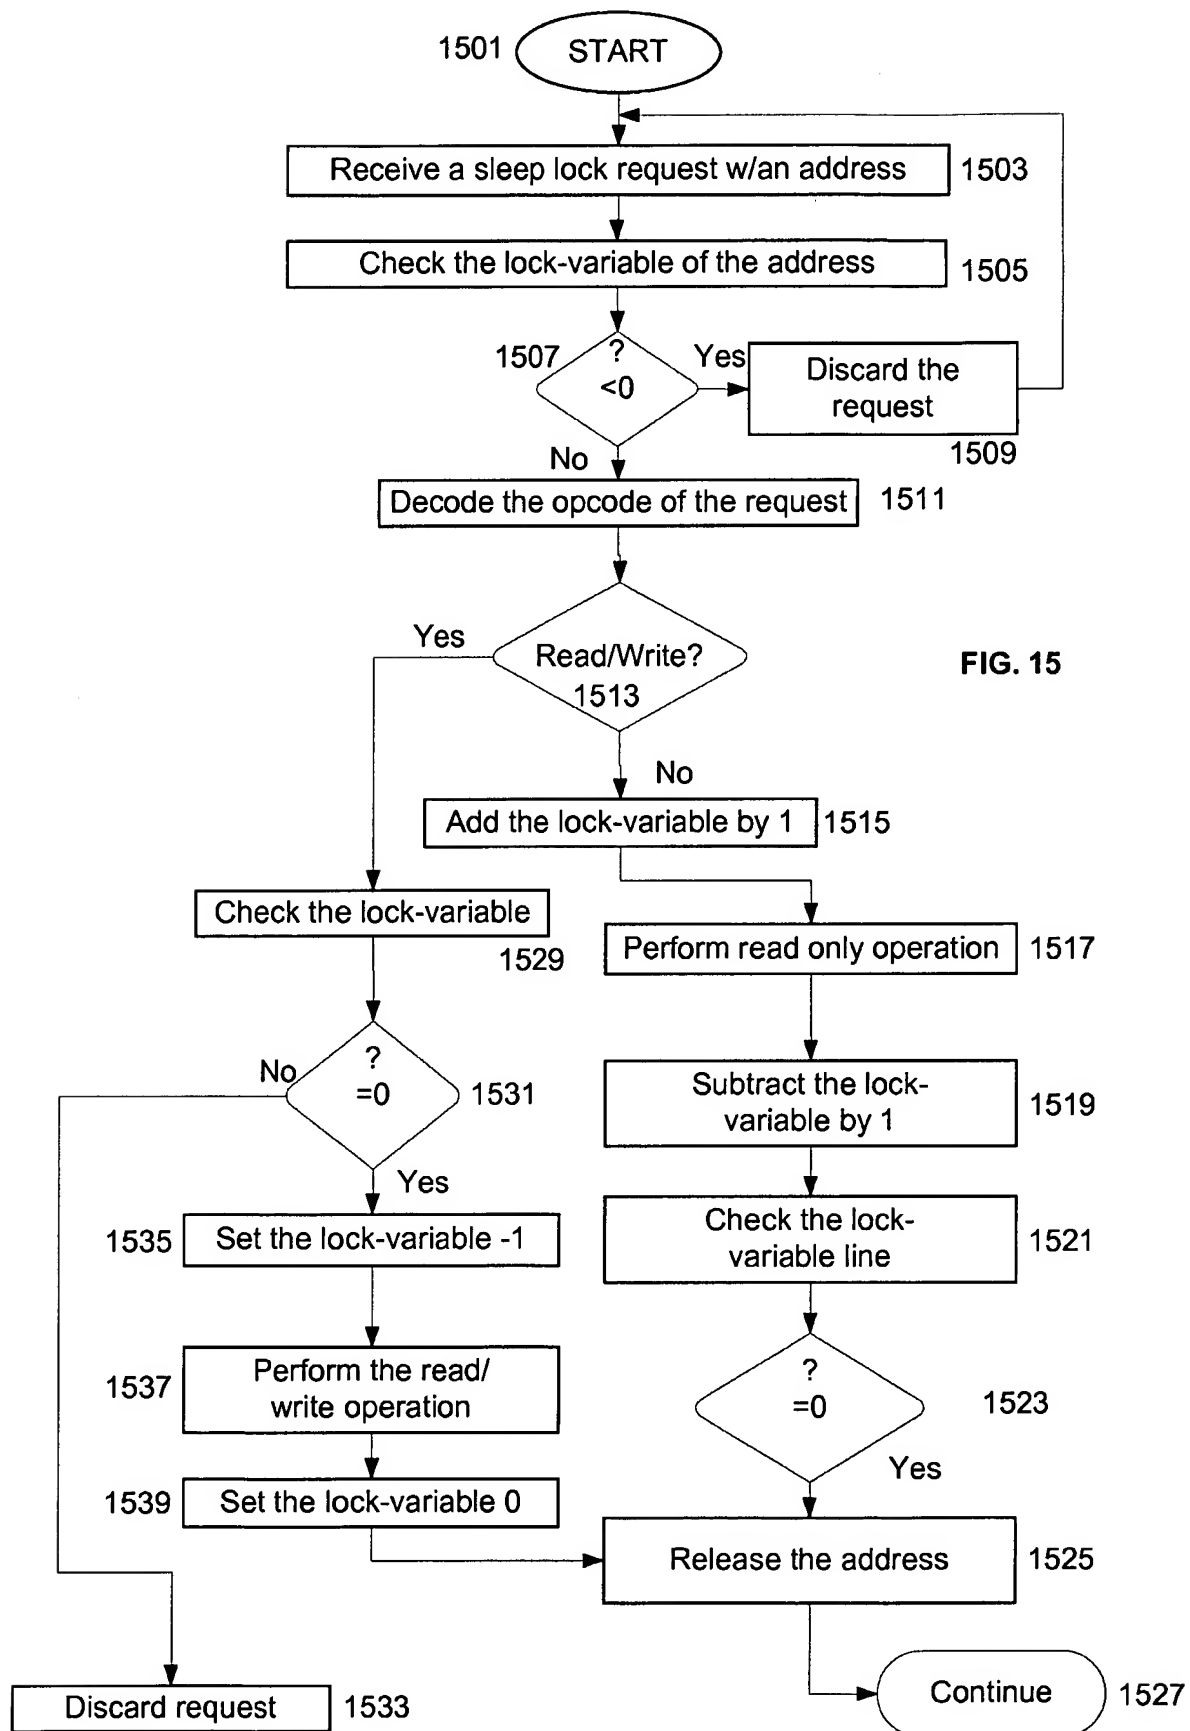 1501
START
Receive a sleep lock request w/an address
1503
Check the lock-variable of the address
1505
1507
?
<0
Yes
Discard the
request
1509
No
Decode the opcode of the request
1511
Yes
Read/Write?
1513
FIG. 15
No
Add the lock-variable by 1
1515
Check the lock-variable
1529
Perform read only operation
1517
No
?
=0
1531
Subtract the lock-
variable by 1
1519
Yes
1535
Set the lock-variable -1
Check the lock-
variable line
1521
1537
Perform the read/
write operation
?
=0
1523
Yes
1539
Set the lock-variable 0
Release the address
1525
Discard request
1533
Continue
1527